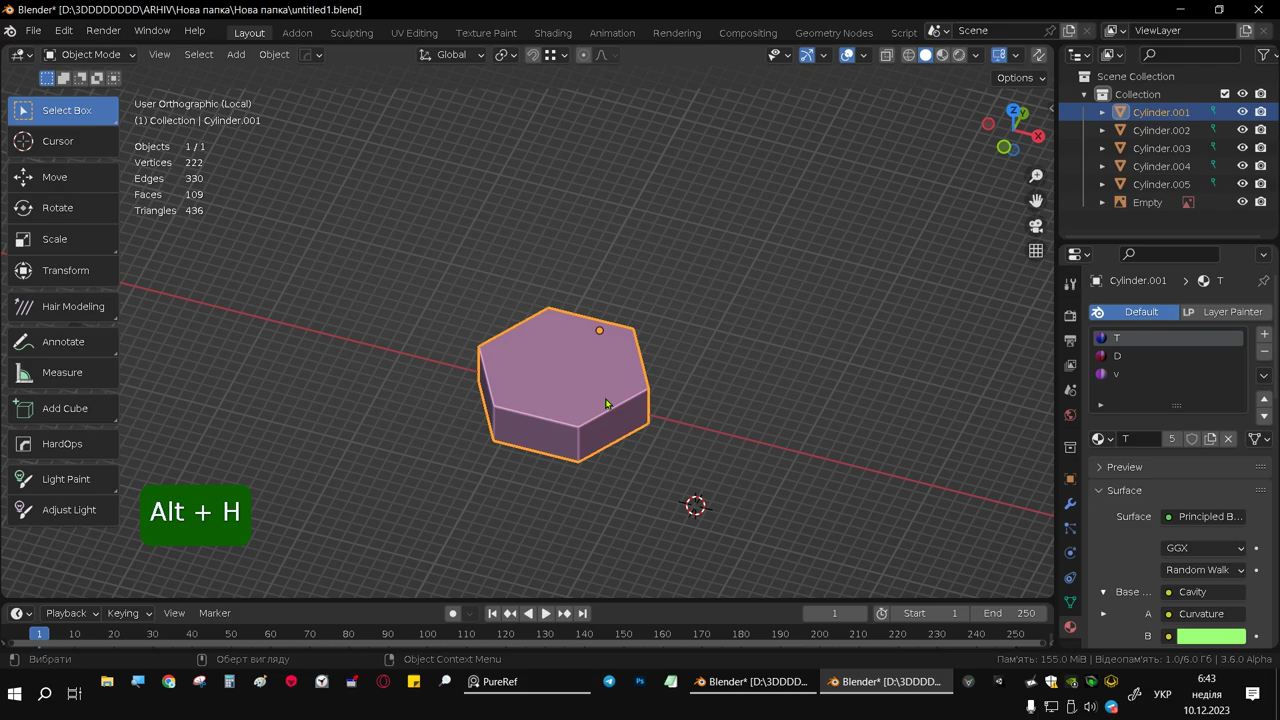 Blender* [D:\3DDDDDDDD\ARHIV\Нова папка\Нова папка\untitled1.blend]
File Edit Render Window Help Layout Addon Sculpting UV Editing Texture Paint Shading Animation Rendering Compositing Geometry Nodes Script Scene ViewLayer
Object Mode View Select Add Object Global
Options
Select Box
Cursor
Move
Rotate
Scale
Transform
Hair Modeling
Annotate
Measure
Add Cube
HardOps
Light Paint
Adjust Light
User Orthographic (Local)
(1) Collection | Cylinder.001
Objects 1/1
Vertices 222
Edges 330
Faces 109
Triangles 436
Z
Y
X
Alt + H
Scene Collection
Collection
Cylinder.001
Cylinder.002
Cylinder.003
Cylinder.004
Cylinder.005
Empty
Cylinder.001 > T
Default LP Layer Painter
T
D
v
T 5
Preview
Surface
Surface Principled B...
GGX
Random Walk
Base ... Cavity
A Curvature
B
Playback Keying View Marker 1 Start 1 End 250
1 10 20 30 40 50 60 70 80 90 100 110 120 130 140 150 160 170 180 190 200 210 220 230 240 250
Вибрати Оберт вигляду Object Context Menu Пам'ять: 155.0 МіВ | Відеопам'ять: 1.0/6.0 Гб | 3.6.0 Alpha
PureRef Blender* [D:\3DDDD... Blender* [D:\3DDDD... УКР
6:43
неділя
10.12.2023